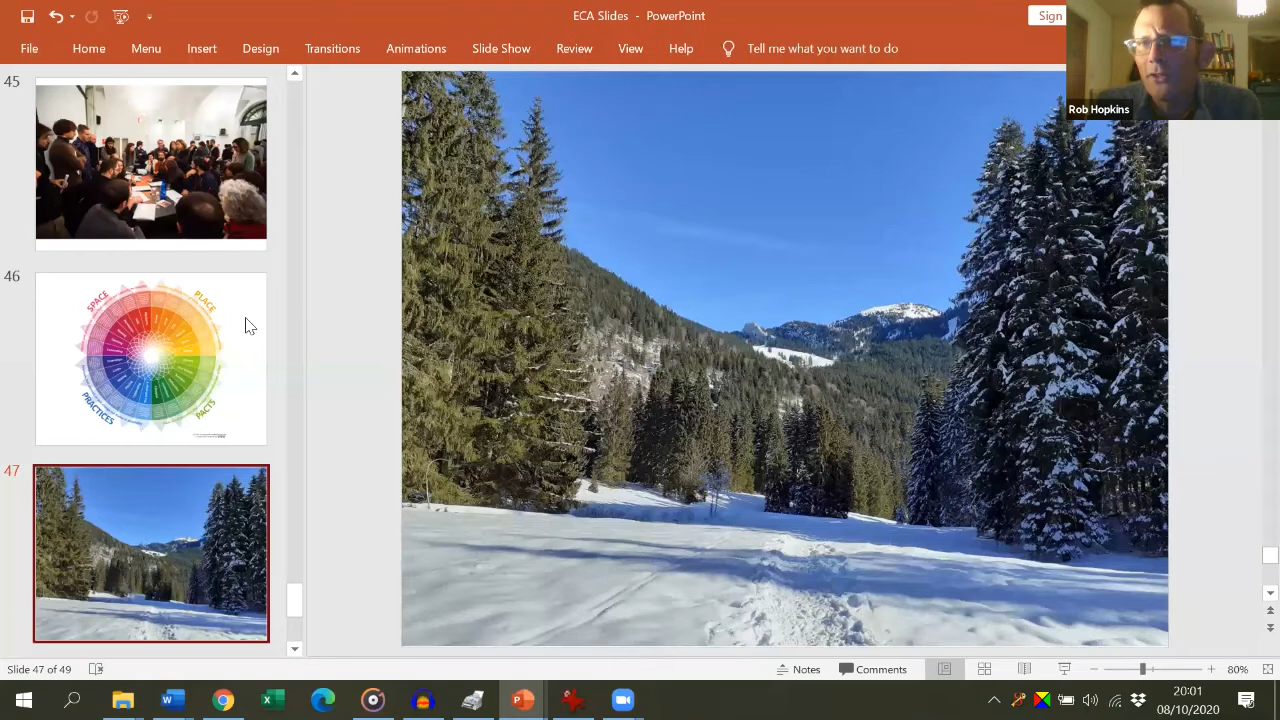 ECA Slides - PowerPoint
Sign
File Home Menu Insert Design Transitions Animations Slide Show Review View Help Tell me what you want to do
Rob Hopkins
45
46
SPACE
PLACE
PRACTICES
PACTS
47
Slide 47 of 49
Notes
Comments
80%
20:01
08/10/2020